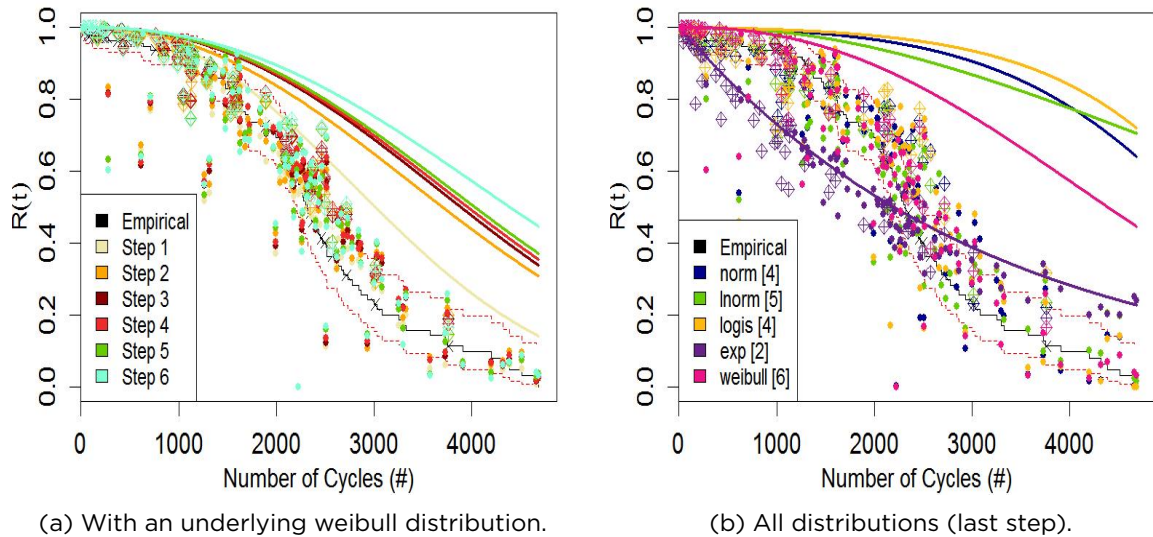 1.0
0.8
0.6
0.4
0.2
0.0
R(t)
Empirical
Step 1
Step 2
Step 3
Step 4
Step 5
Step 6
0 1000 2000 3000 4000
Number of Cycles (#)
(a) With an underlying weibull distribution.
1.0
0.8
0.6
0.4
0.2
0.0
R(t)
Empirical
norm [4]
lnorm [5]
logis [4]
exp [2]
weibull [6]
0 1000 2000 3000 4000
Number of Cycles (#)
(b) All distributions (last step).